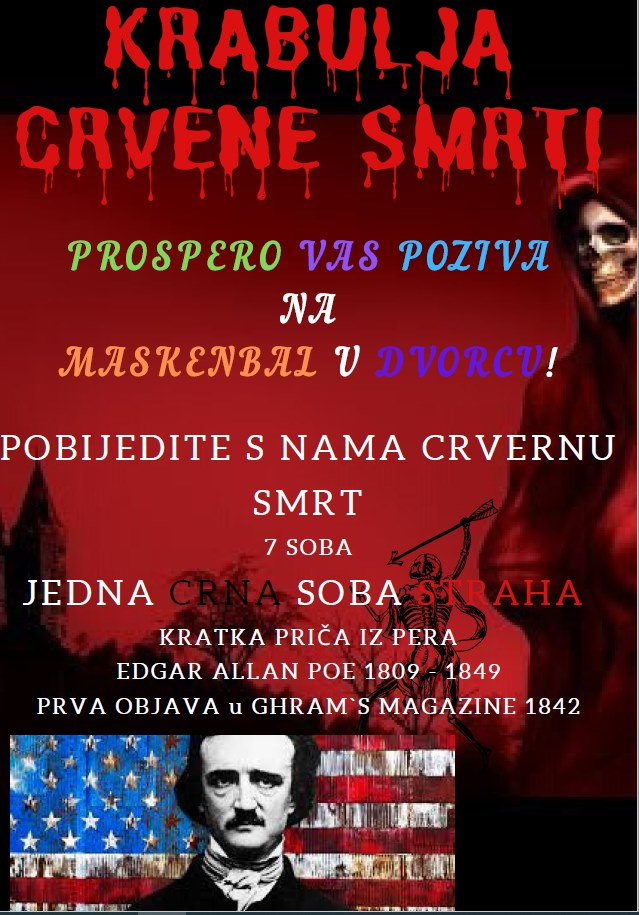 KRABULJA
CRVENE SMRTI
PROSPERO VAS POZIVA
NA
MASKENBAL U DVORCU!
POBIJEDITE S NAMA CRVERNU
SMRT
7 SOBA
JEDNA CRNA SOBA STRAHA
KRATKA PRIČA IZ PERA
EDGAR ALLAN POE 1809 - 1849
PRVA OBJAVA u GHRAM`S MAGAZINE 1842